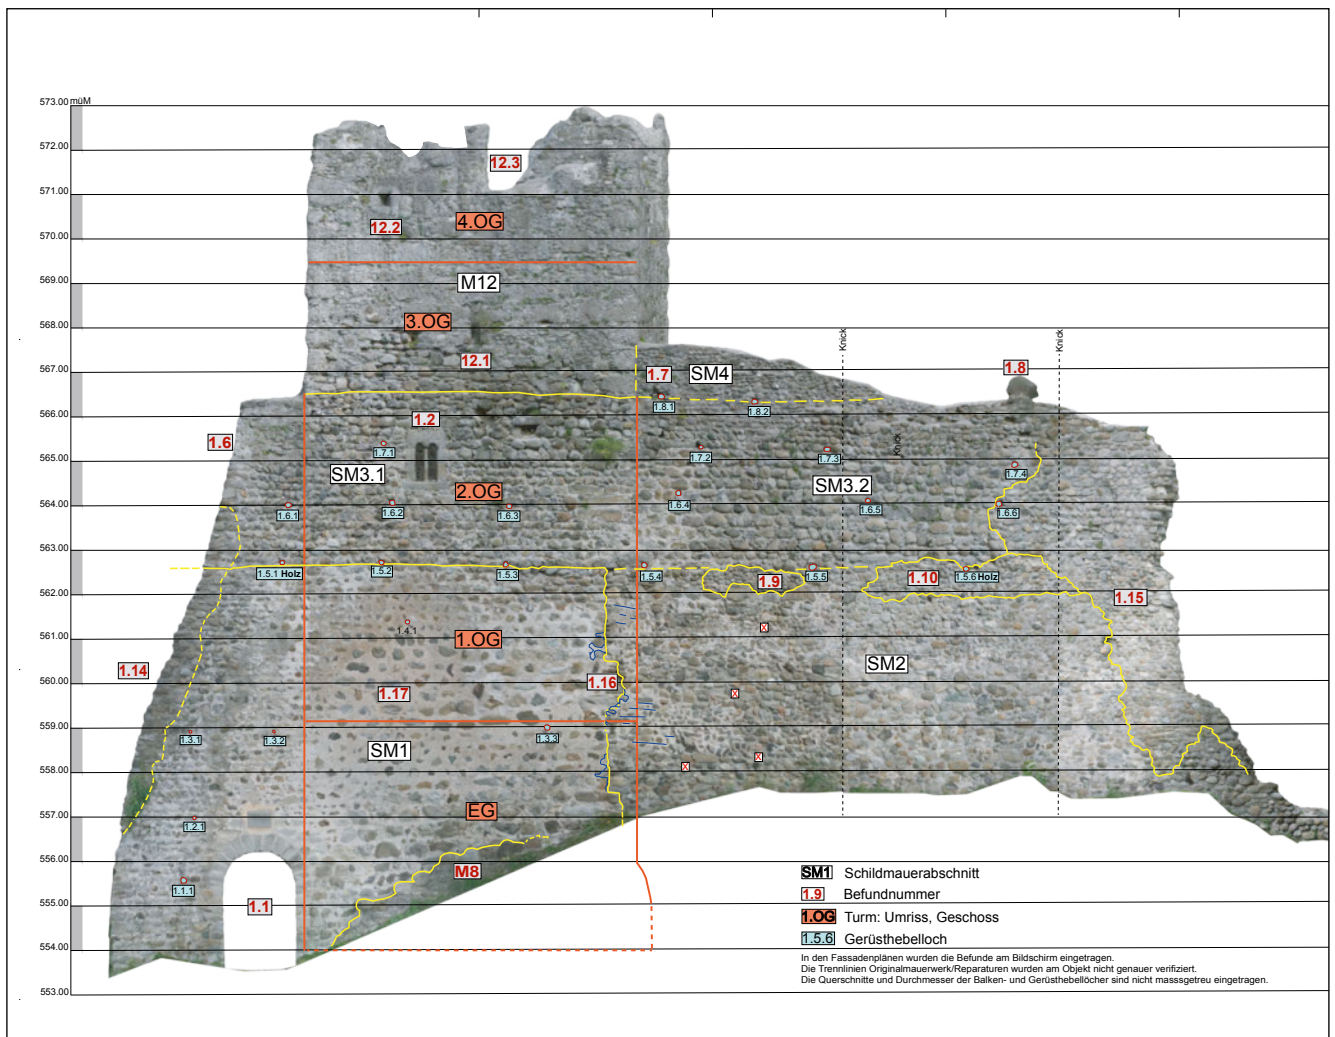 573.00 müM
572.00
12.3
571.00
12.2
4.OG
570.00
569.00
M12
3.OG
568.00
Knick
Knick
12.1
567.00
1.7
SM4
1.8
1.8.1
1.8.2
566.00
1.2
1.6
1.7.1
1.7.2
1.7.3
Knick
565.00
SM3.1
SM3.2
1.7.4
2.OG
564.00
1.6.1
1.6.2
1.6.3
1.6.4
1.6.5
1.6.6
563.00
1.5.1 Holz
1.5.2
1.5.3
1.5.4
1.9
1.5.5
1.10
1.5.6 Holz
562.00
1.15
1.4.1
X
561.00
1.OG
1.14
SM2
560.00
1.17
1.16
X
559.00
1.3.1
1.3.2
SM1
1.3.3
X
X
558.00
557.00
1.2.1
EG
556.00
M8
1.1.1
555.00
1.1
554.00
553.00
SM1 Schildmauerabschnitt
1.9 Befundnummer
1.OG Turm: Umriss, Geschoss
1.5.6 Gerüsthebelloch
In den Fassadenplänen wurden die Befunde am Bildschirm eingetragen.
Die Trennlinien Originalmauerwerk/Reparaturen wurden am Objekt nicht genauer verifiziert.
Die Querschnitte und Durchmesser der Balken- und Gerüsthebellöcher sind nicht masssgetreu eingetragen.